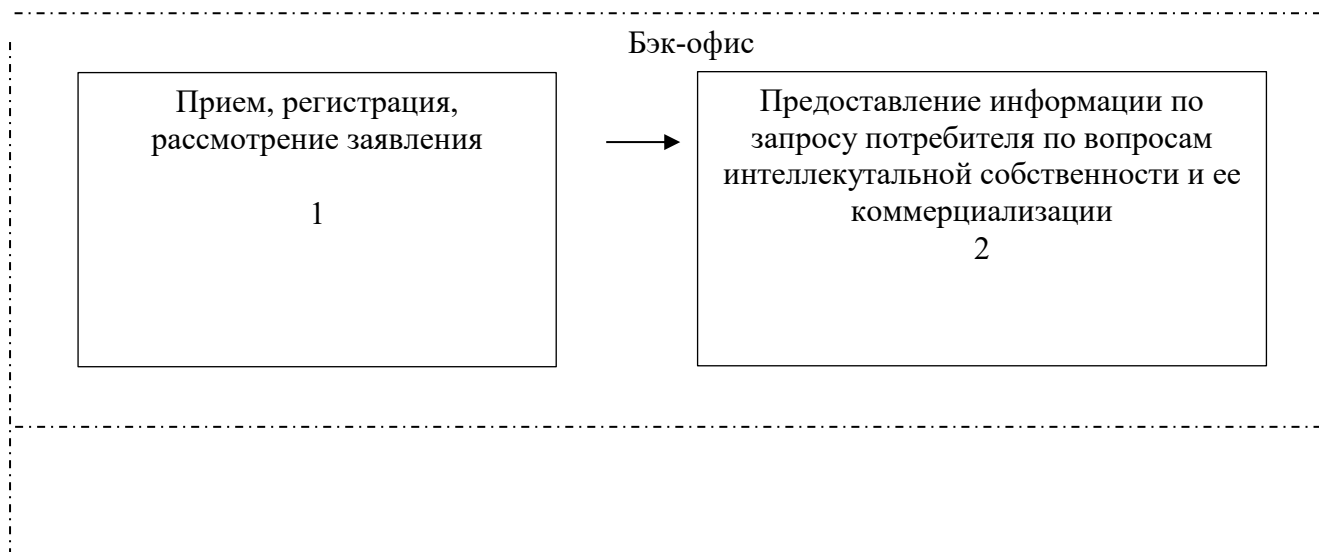 Бэк-офис
Прием, регистрация,
рассмотрение заявления
1
Предоставление информации по
запросу потребителя по вопросам
интеллекутальной собственности и ее
коммерциализации
2